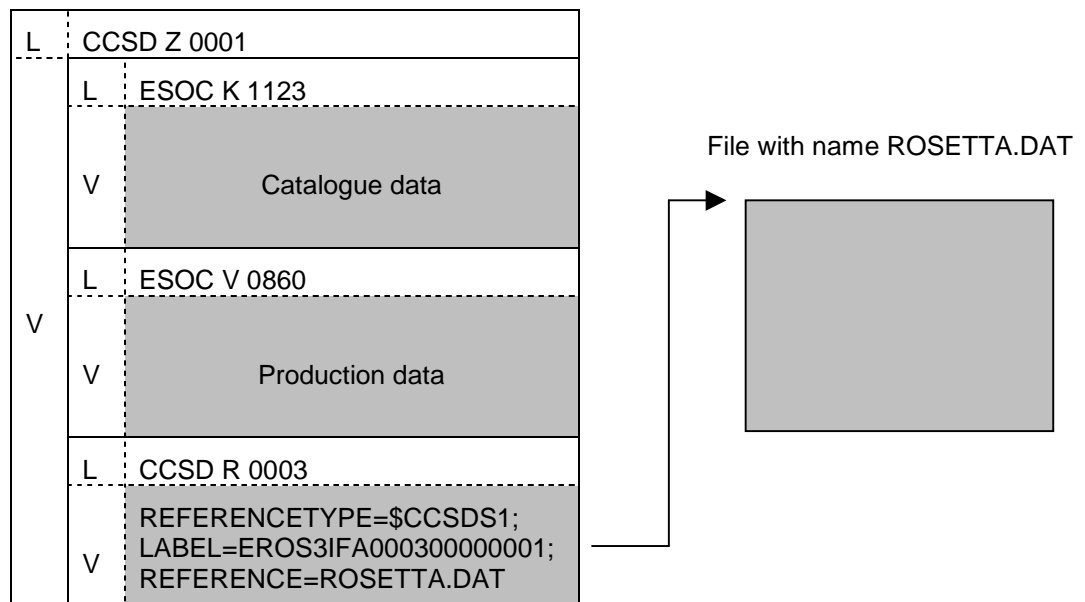 L CCSD Z 0001
L ESOC K 1123
File with name ROSETTA.DAT
V Catalogue data
L ESOC V 0860
V
V Production data
L CCSD R 0003
REFERENCETYPE=$CCSDS1;
LABEL=EROS3IFA000300000001;
V
REFERENCE=ROSETTA.DAT